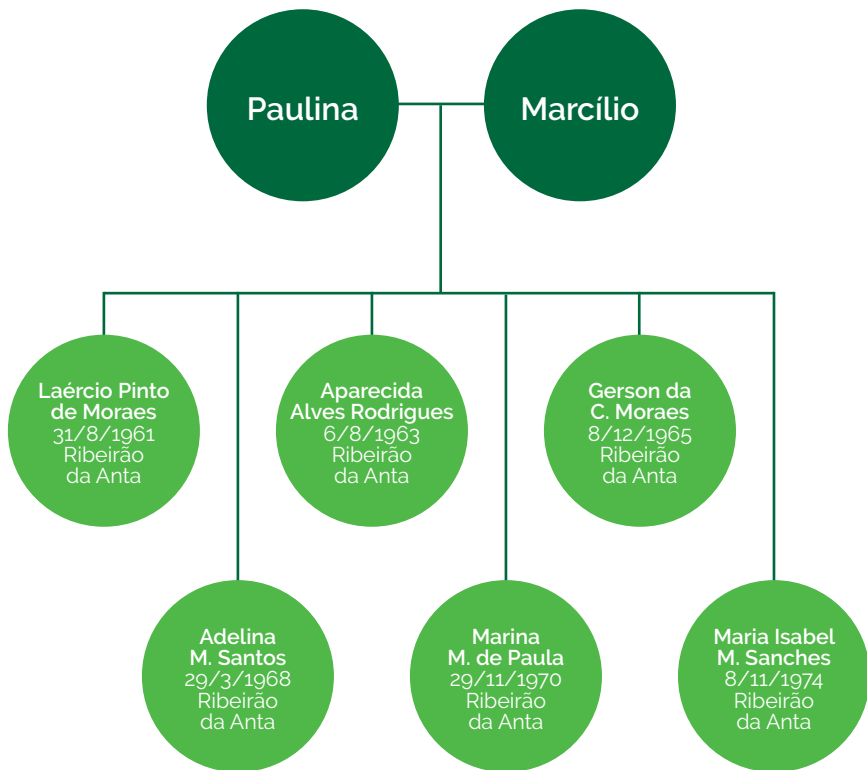 Paulina
Marcílio
Laércio Pinto
de Moraes
31/8/1961
Ribeirão
da Anta
Aparecida
Alves Rodrigues
6/8/1963
Ribeirão
da Anta
Gerson da
C. Moraes
8/12/1965
Ribeirão
da Anta
Adelina
M. Santos
29/3/1968
Ribeirão
da Anta
Marina
M. de Paula
29/11/1970
Ribeirão
da Anta
Maria Isabel
M. Sanches
8/11/1974
Ribeirão
da Anta